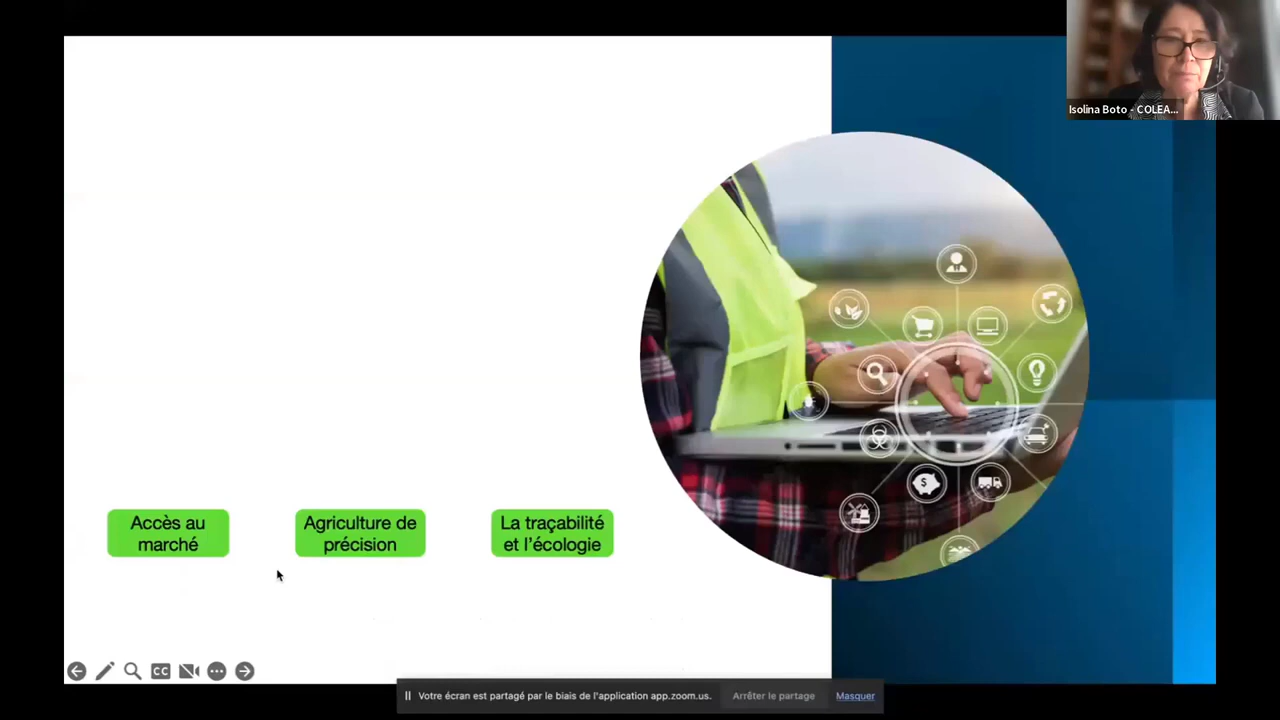 Isolina Boto - COLEA...
Accès au
marché
Agriculture de
précision
La traçabilité
et l'écologie
CC
Votre écran est partagé par le biais de l'application app.zoom.us.
Arrêter le partage
Masquer